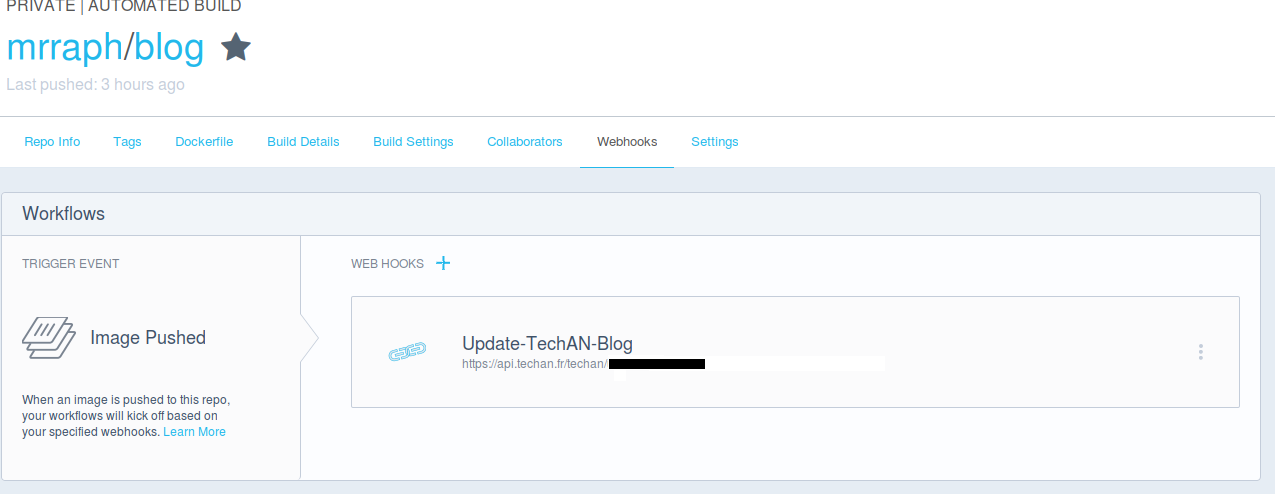 PRIVATE | AUTOMATED BUILD
mrraph/blog
Last pushed: 3 hours ago
Repo Info Tags Dockerfile Build Details Build Settings Collaborators Webhooks Settings
Workflows
TRIGGER EVENT
Image Pushed
When an image is pushed to this repo,
your workflows will kick off based on
your specified webhooks. Learn More
WEB HOOKS +
Update-TechAN-Blog
https://api.techan.fr/techan/